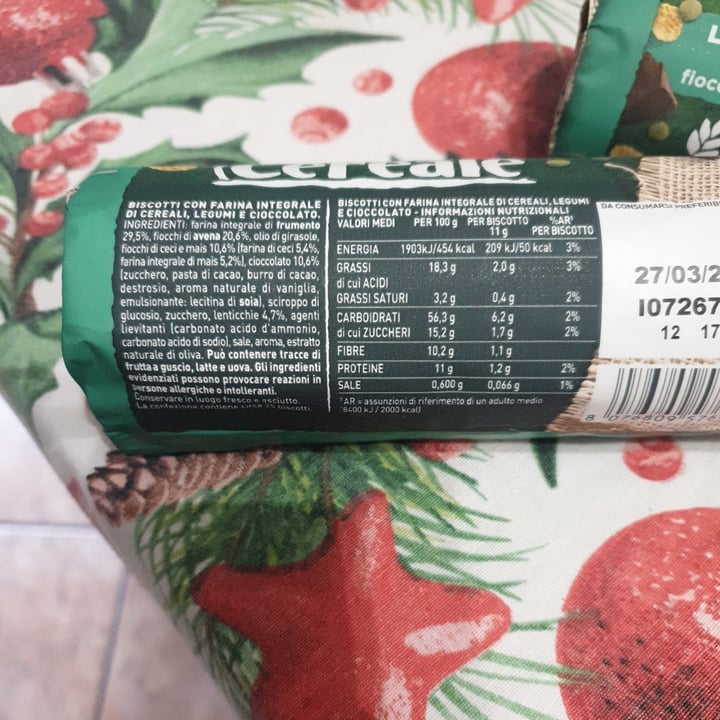 Cereale
BISCOTTI CON FARINA INTEGRALE
DI CEREALI, LEGUMI E CIOCCOLATO.
INGREDIENTI: farina integrale di frumento
29,5%, fiocchi di avena 20,6%, olio di girasole,
fiocchi di ceci e mais 10,6% (farina di ceci 5,4%,
farina integrale di mais 5,2%), cioccolato 10,6%
(zucchero, pasta di cacao, burro di cacao,
destrosio, aroma naturale di vaniglia,
emulsionante: lecitina di soia), sciroppo di
glucosio, zucchero, lenticchie 4,7%, agenti
lievitanti (carbonato acido d'ammonio,
carbonato acido di sodio), sale, aroma, estratto
naturale di oliva. Può contenere tracce di
frutta a guscio, latte e uova. Gli ingredienti
evidenziati possono provocare reazioni in
persone allergiche o intolleranti.
Conservare in luogo fresco e asciutto.
La confezione contiene circa 25 biscotti.
BISCOTTI CON FARINA INTEGRALE DI CEREALI, LEGUMI
E CIOCCOLATO - INFORMAZIONI NUTRIZIONALI
VALORI MEDI PER 100 g PER BISCOTTO 11 g %AR¹ PER BISCOTTO
ENERGIA 1903kJ/454 kcal 209 kJ/50 kcal 3%
GRASSI 18,3 g 2,0 g 3%
di cui ACIDI
GRASSI SATURI 3,2 g 0,4 g 2%
CARBOIDRATI 56,3 g 6,2 g 2%
di cui ZUCCHERI 15,2 g 1,7 g 2%
FIBRE 10,2 g 1,1 g
PROTEINE 11 g 1,2 g 2%
SALE 0,600 g 0,066 g 1%
¹AR = assunzioni di riferimento di un adulto medio
(8400 kJ / 2000 kcal)
DA CONSUMARSI PREFERIB
27/03/2
I07267
12 17
L
fiocc